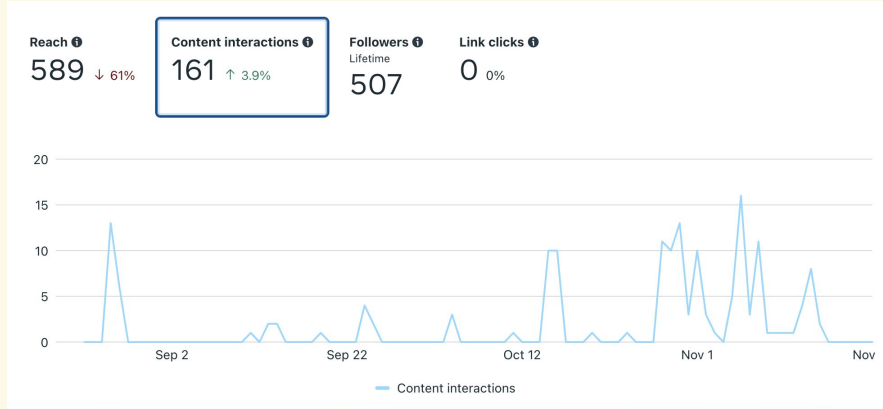 Reach
589 ↓ 61%
Content interactions
161 ↑ 3.9%
Followers
Lifetime
507
Link clicks
0 0%
20
15
10
5
0
Sep 2 Sep 22 Oct 12 Nov 1 Nov
Content interactions